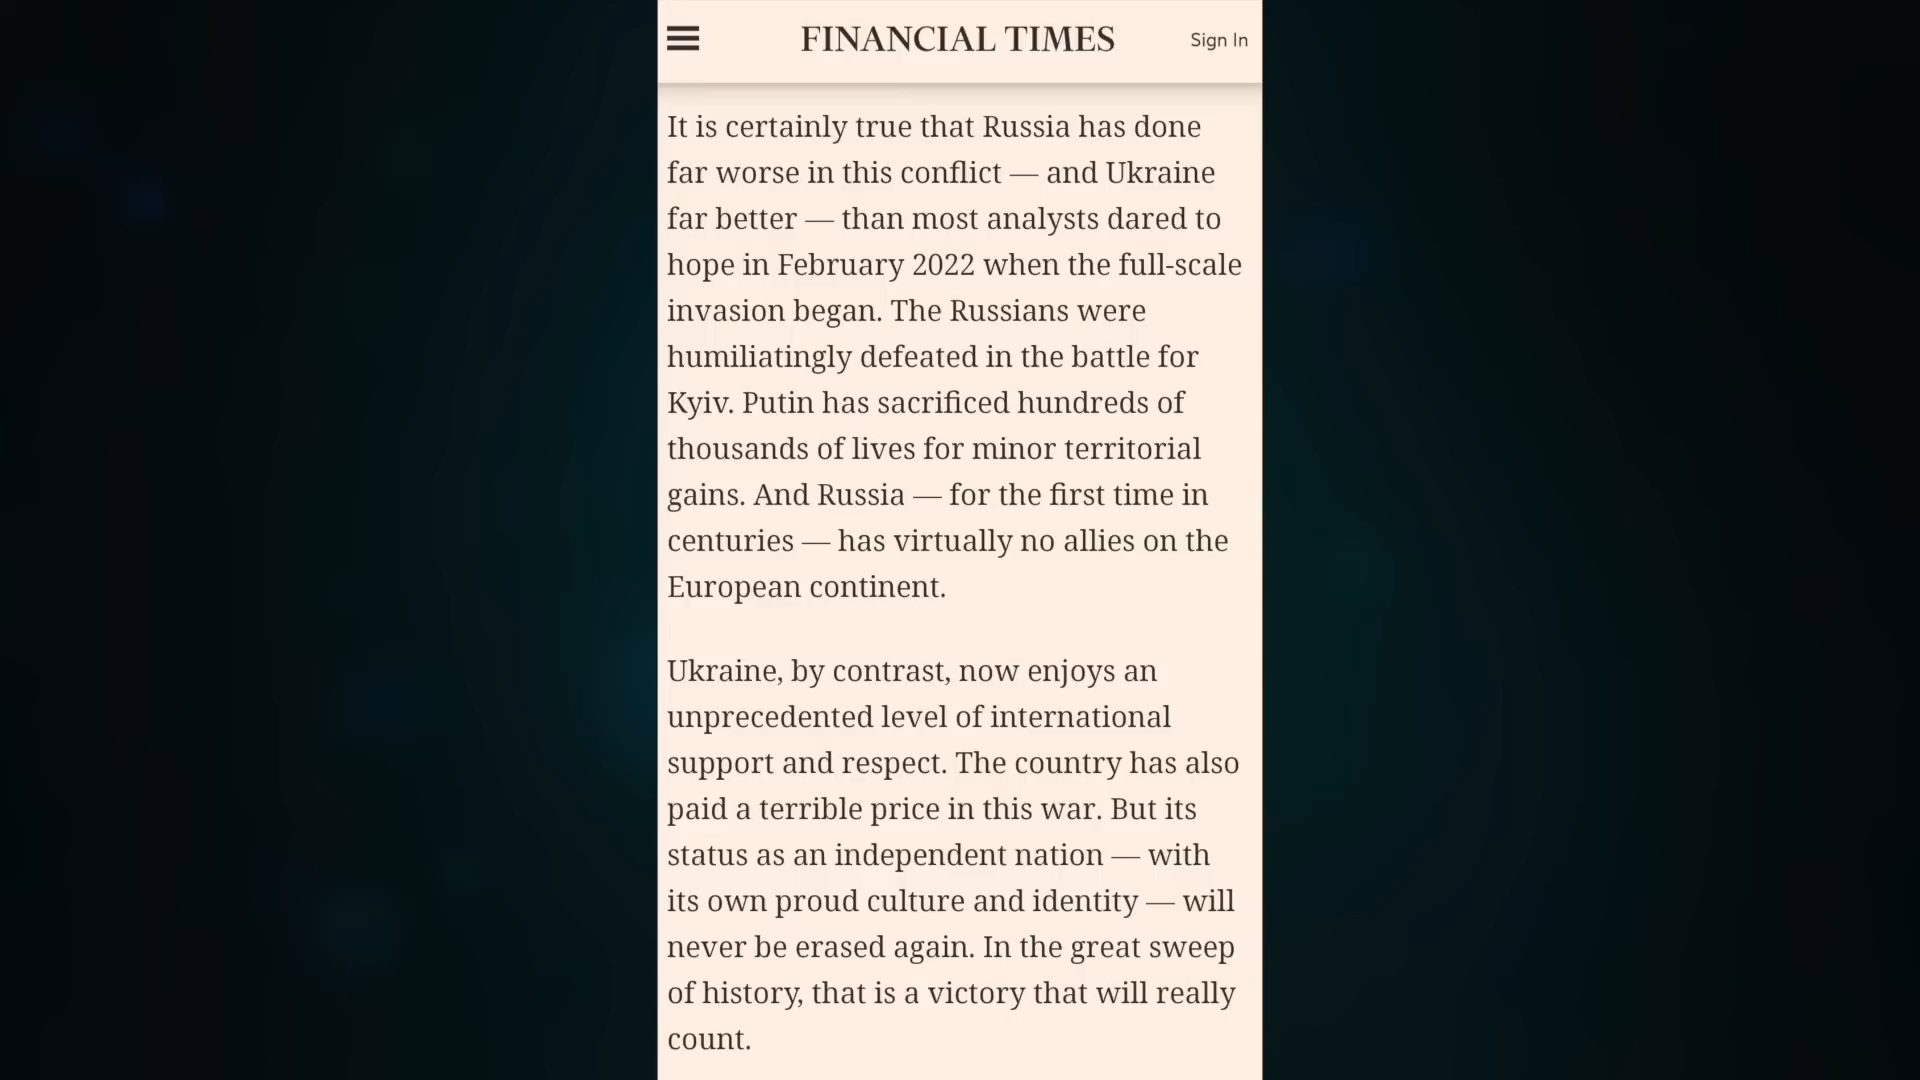 FINANCIAL TIMES
Sign In
It is certainly true that Russia has done
far worse in this conflict — and Ukraine
far better — than most analysts dared to
hope in February 2022 when the full-scale
invasion began. The Russians were
humiliatingly defeated in the battle for
Kyiv. Putin has sacrificed hundreds of
thousands of lives for minor territorial
gains. And Russia — for the first time in
centuries — has virtually no allies on the
European continent.
Ukraine, by contrast, now enjoys an
unprecedented level of international
support and respect. The country has also
paid a terrible price in this war. But its
status as an independent nation — with
its own proud culture and identity — will
never be erased again. In the great sweep
of history, that is a victory that will really
count.